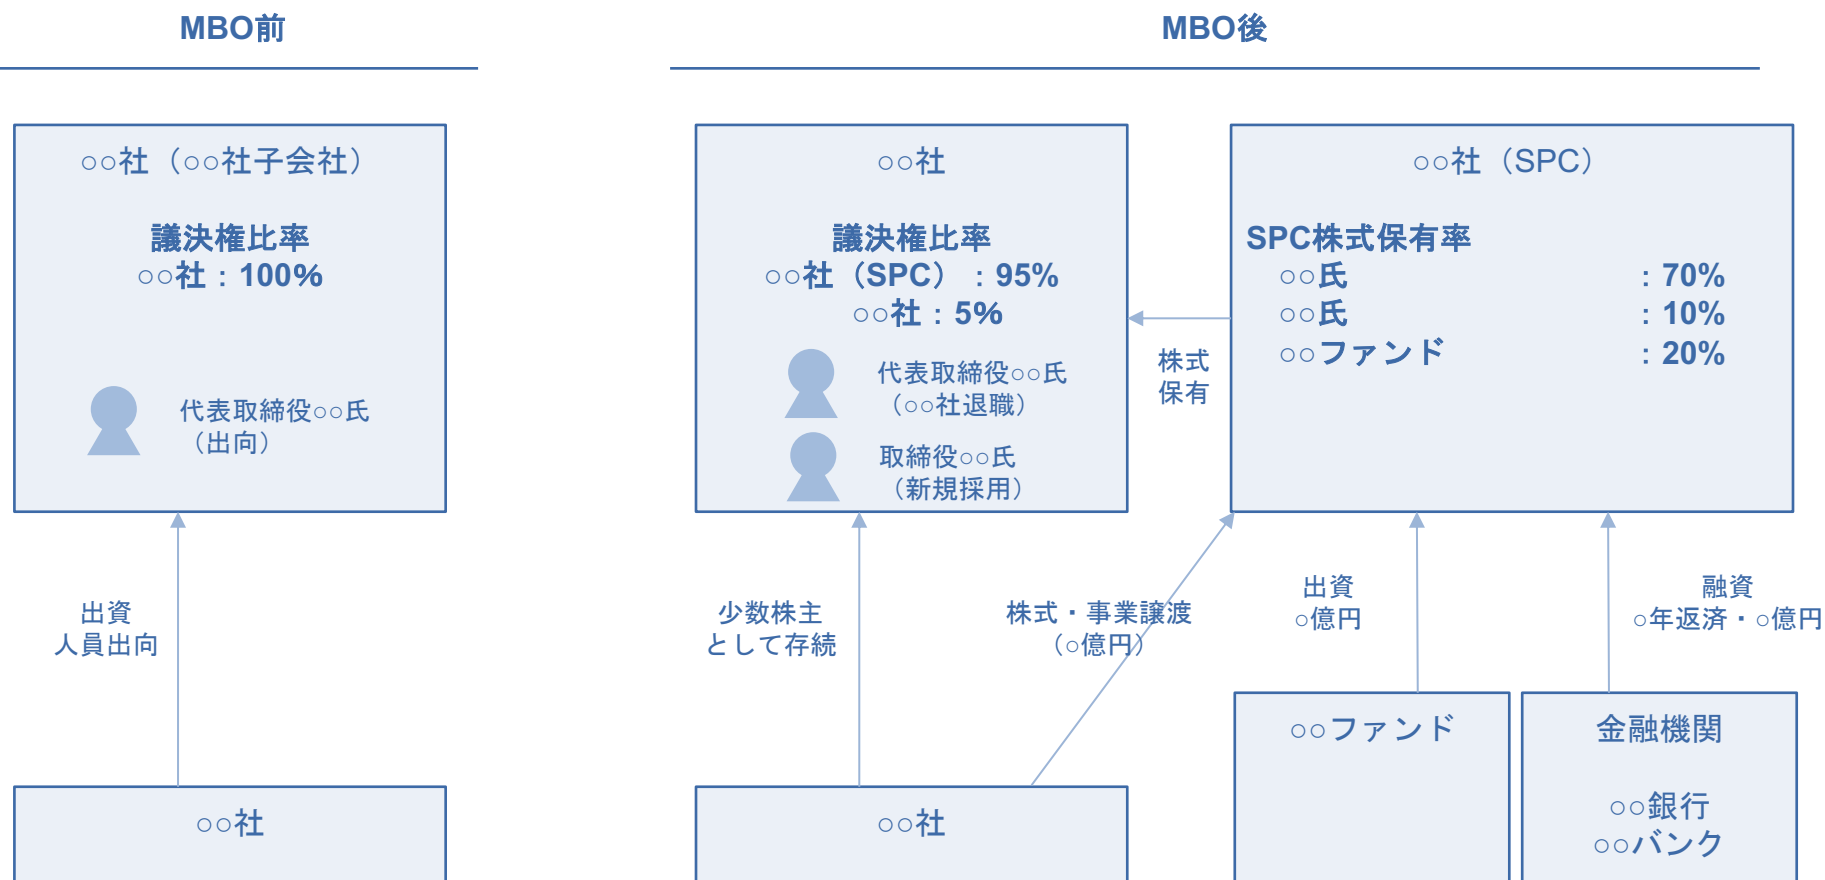 MBO前
○○社（○○社子会社）
議決権比率
○○社：100%
代表取締役○○氏
（出向）
出資
人員出向
○○社
MBO後
○○社
議決権比率
○○社（SPC）：95%
○○社：5%
代表取締役○○氏
（○○社退職）
取締役○○氏
（新規採用）
株式
保有
○○社（SPC）
SPC株式保有率
○○氏：70%
○○氏：10%
○○ファンド：20%
少数株主
として存続
株式・事業譲渡
（○億円）
出資
○億円
融資
○年返済・○億円
○○社
○○ファンド
金融機関
○○銀行
○○バンク